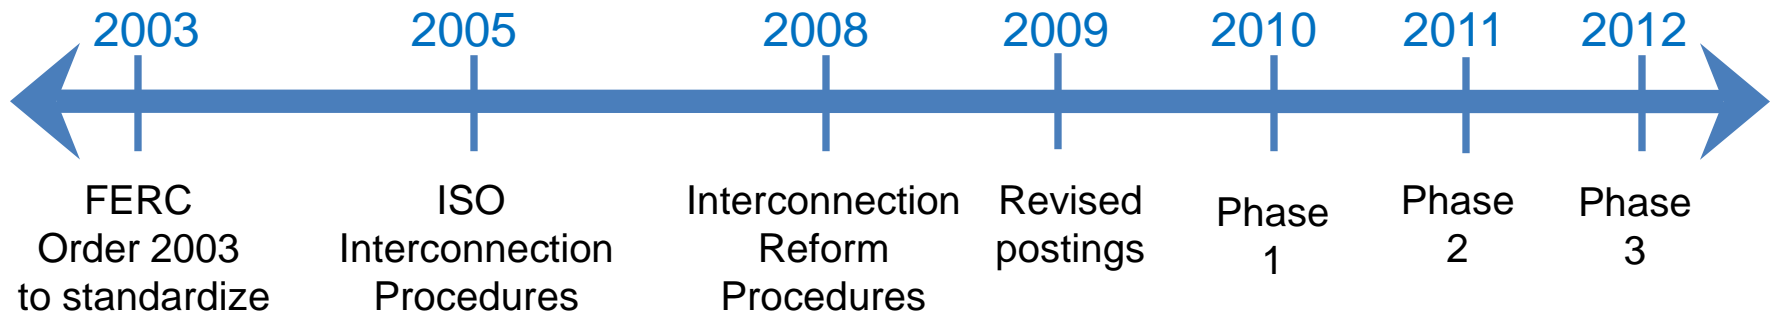 2003
2005
2008
2009
2010
2011
2012
FERC
Order 2003
to standardize
ISO
Interconnection
Procedures
Interconnection
Reform
Procedures
Revised
postings
Phase
1
Phase
2
Phase
3